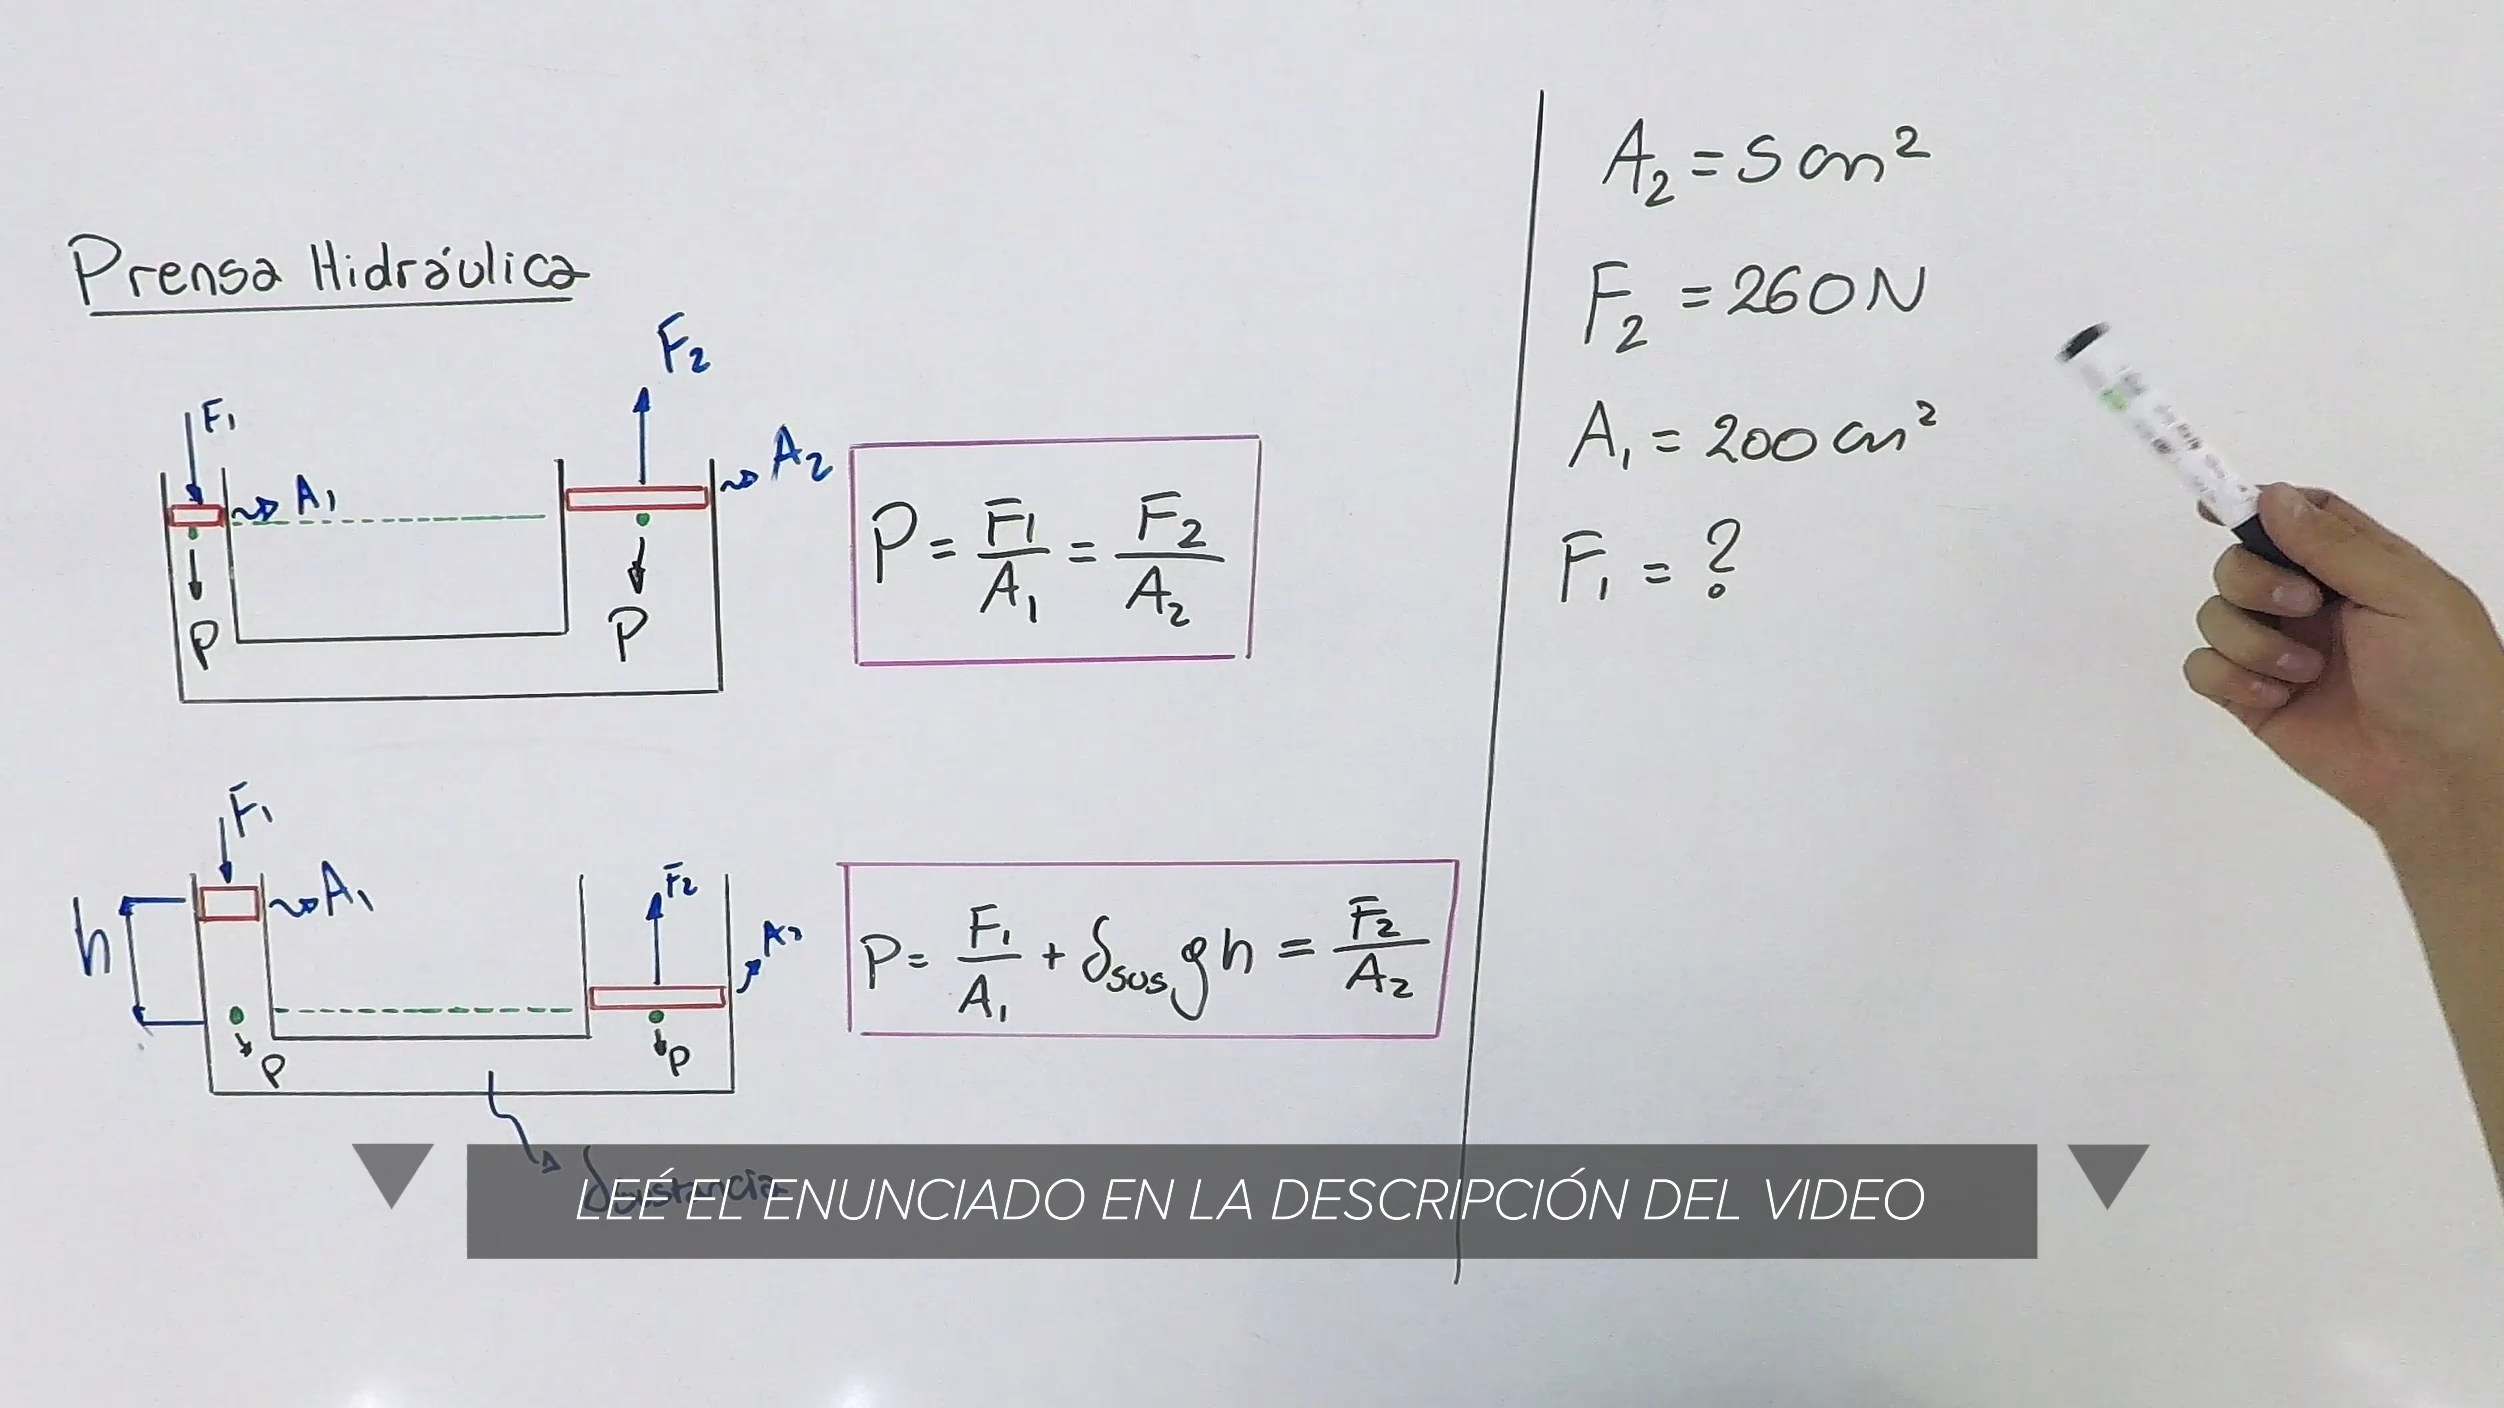 Prensa Hidráulica
F₂
F₁
A₂
A₁
P = F₁/A₁ = F₂/A₂
P
P
F₁
A₁
F₂
A₂
h
P = F₁/A₁ + δsus g h = F₂/A₂
P
P
δsustancia
A₂ = 5 cm²
F₂ = 260 N
A₁ = 200 cm²
F₁ = ?
LEÉ EL ENUNCIADO EN LA DESCRIPCIÓN DEL VIDEO